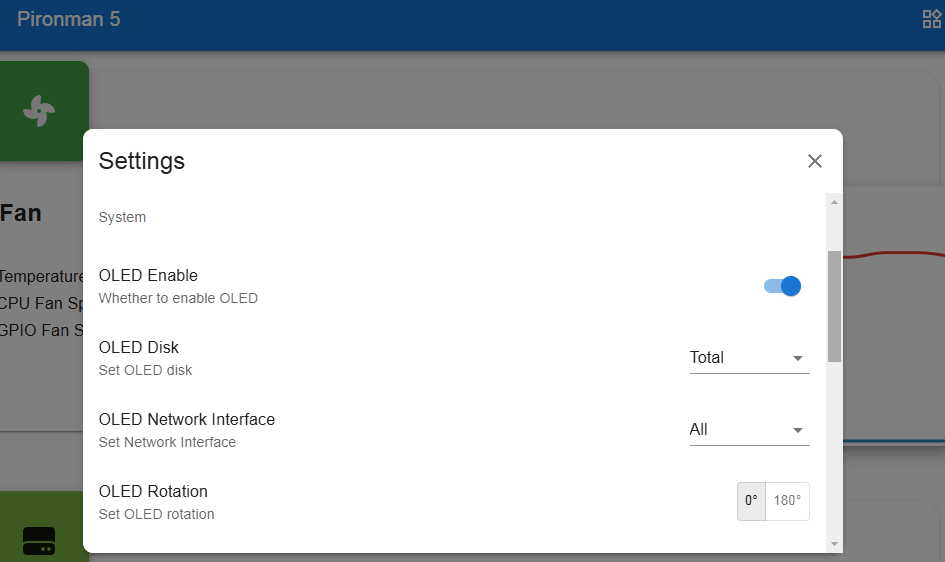 Pironman 5
Settings
System
Fan
OLED Enable
Whether to enable OLED
Temperature
CPU Fan Sp
GPIO Fan S
OLED Disk
Set OLED disk
Total
OLED Network Interface
Set Network Interface
All
OLED Rotation
Set OLED rotation
0° 180°